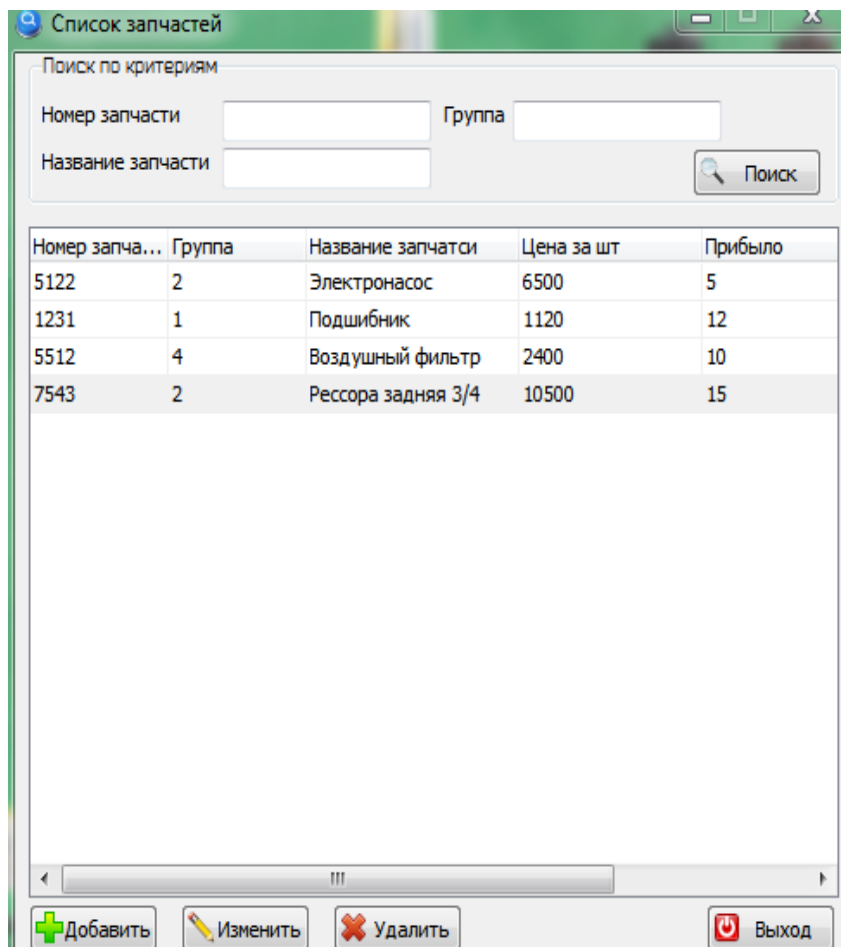 Список запчастей
Поиск по критериям
Номер запчасти Группа
Название запчасти Поиск
Номер запча... Группа Название запчатси Цена за шт Прибыло
5122 2 Электронасос 6500 5
1231 1 Подшибник 1120 12
5512 4 Воздушный фильтр 2400 10
7543 2 Рессора задняя 3/4 10500 15
Добавить Изменить Удалить Выход